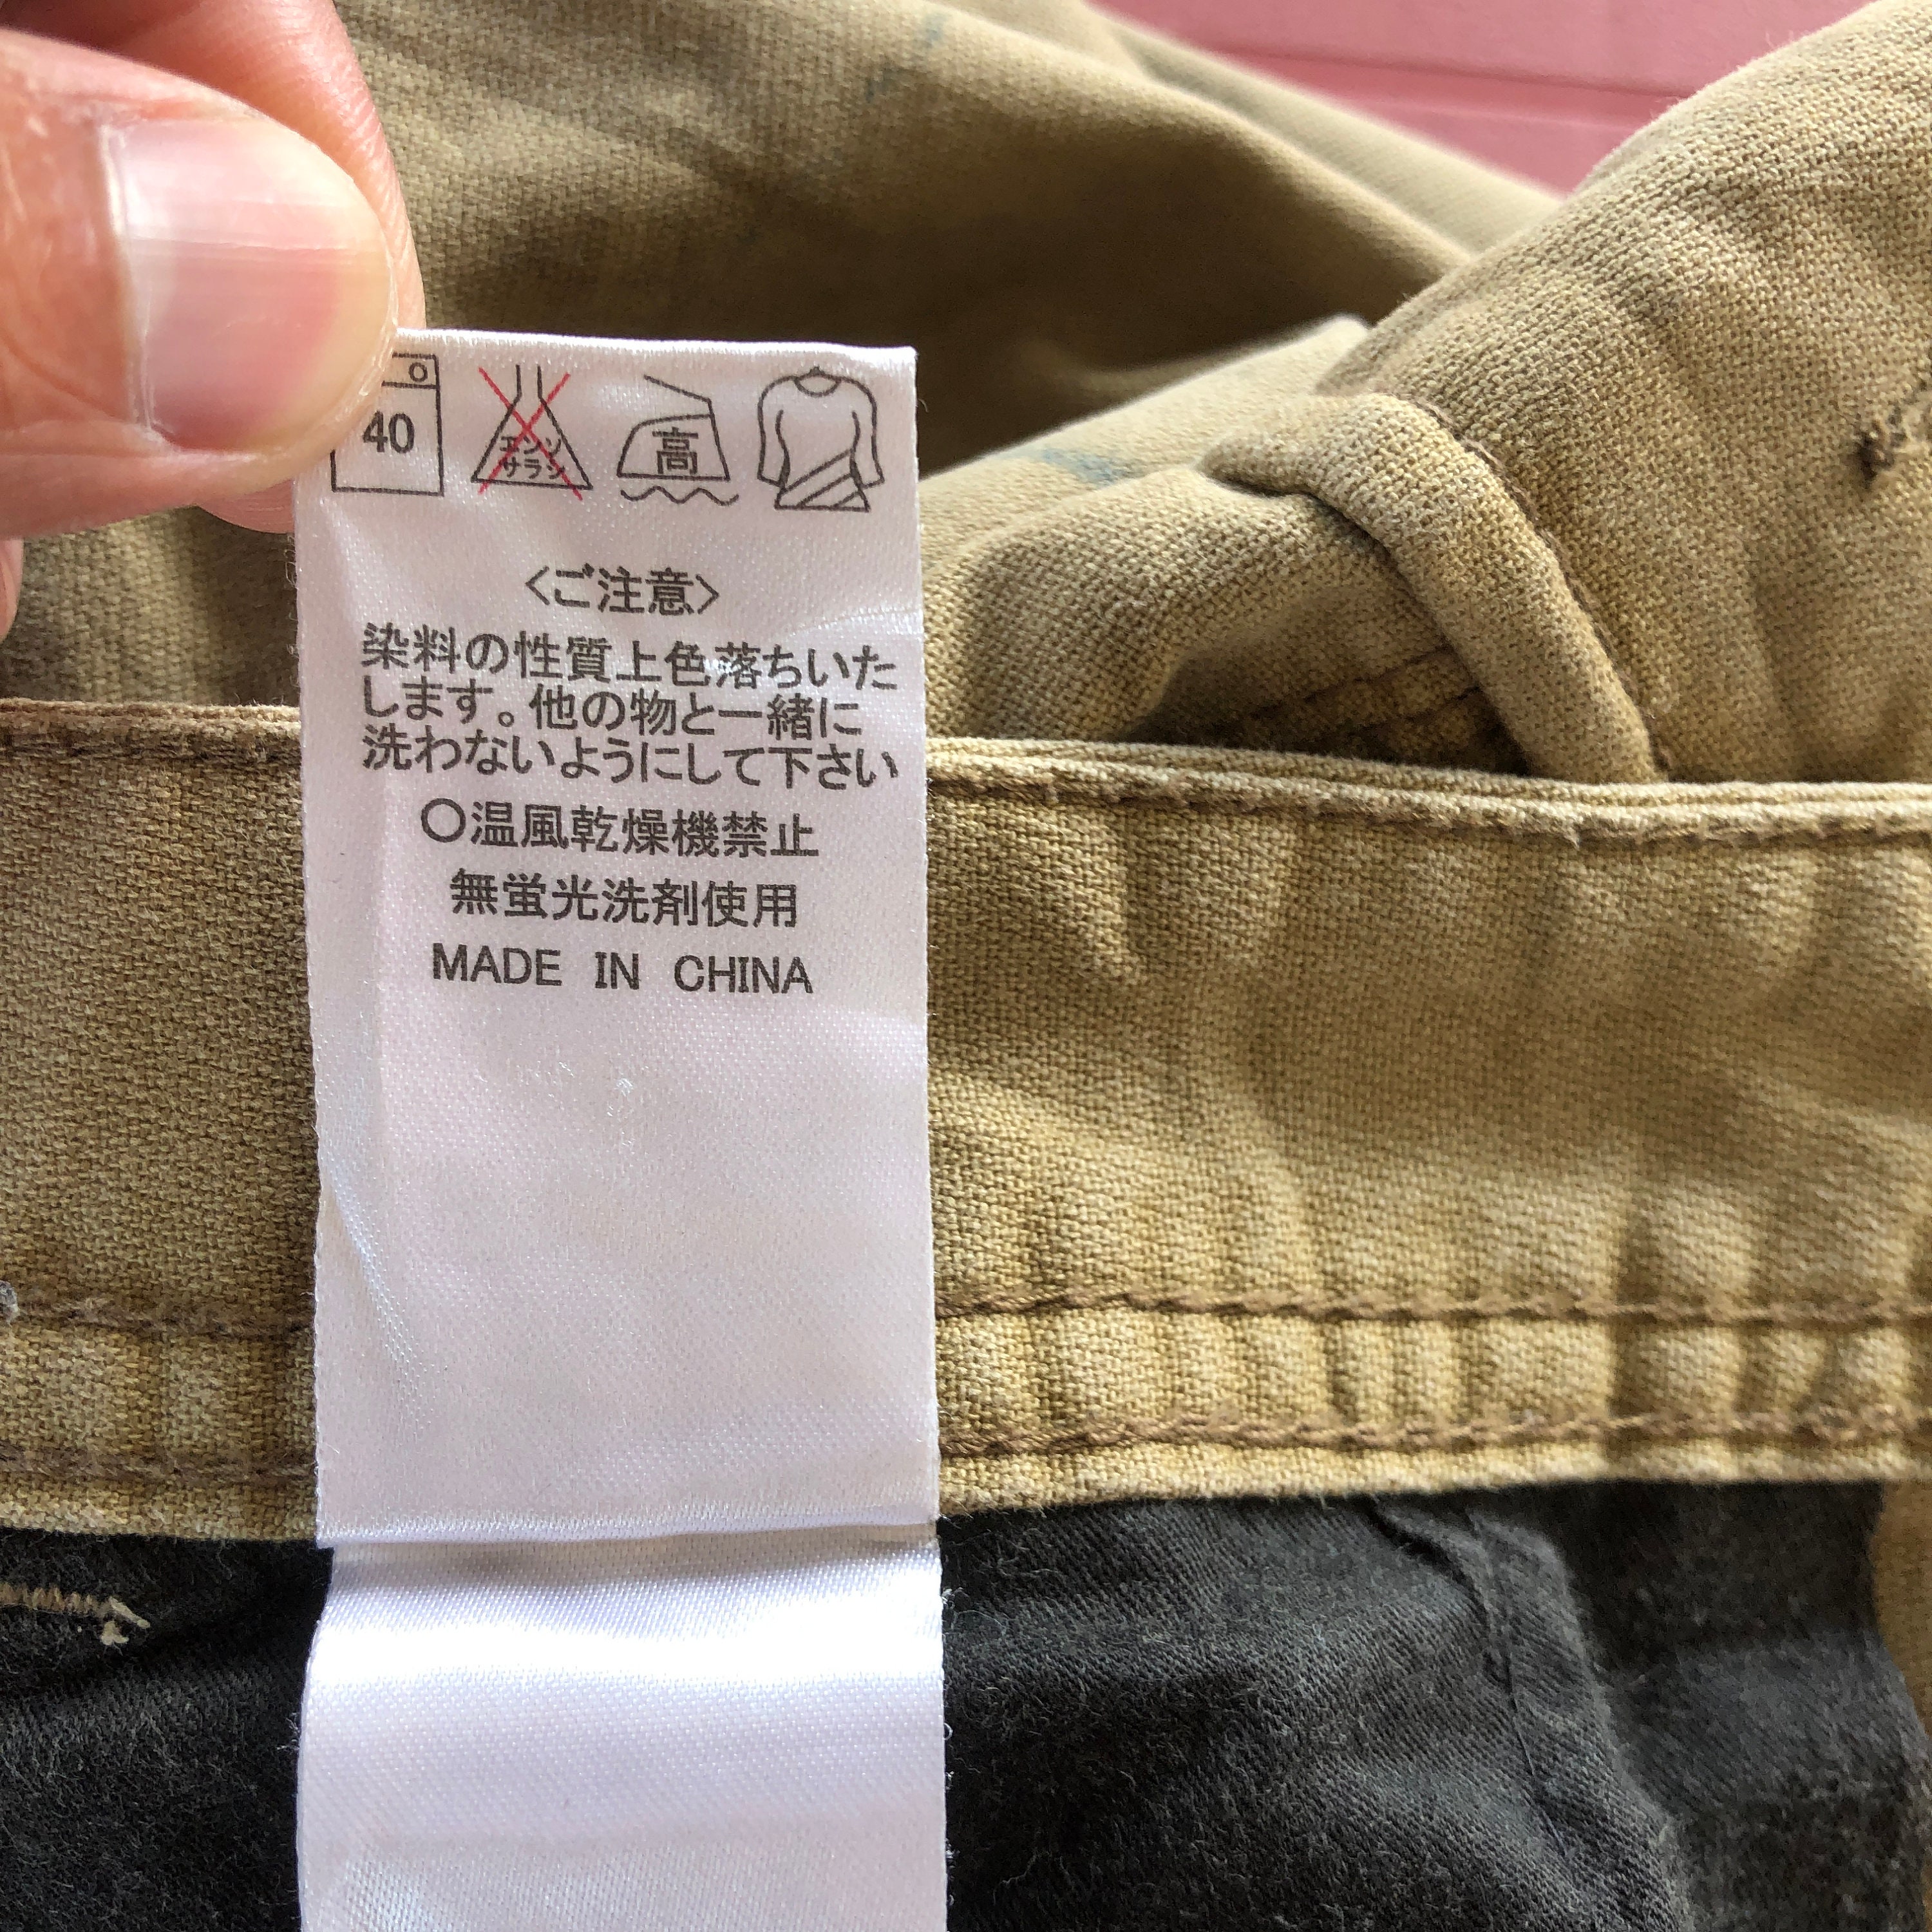 40
エンソ
サラシ
高
<ご注意>
染料の性質上色落ちいた
します。他の物と一緒に
洗わないようにして下さい
○温風乾燥機禁止
無蛍光洗剤使用
MADE IN CHINA